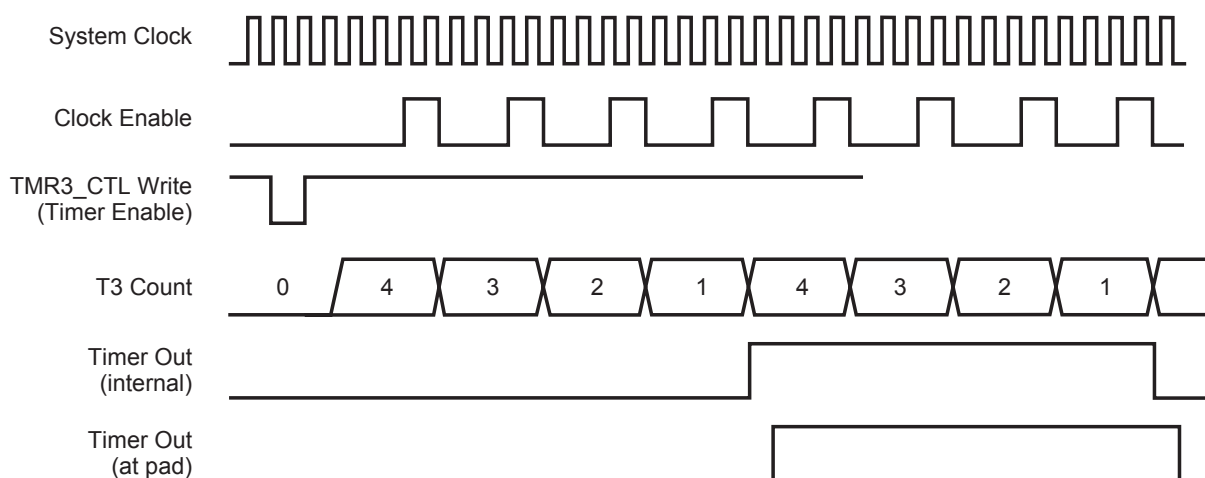 System Clock
Clock Enable
TMR3_CTL Write
(Timer Enable)
T3 Count
0 4 3 2 1 4 3 2 1
Timer Out
(internal)
Timer Out
(at pad)